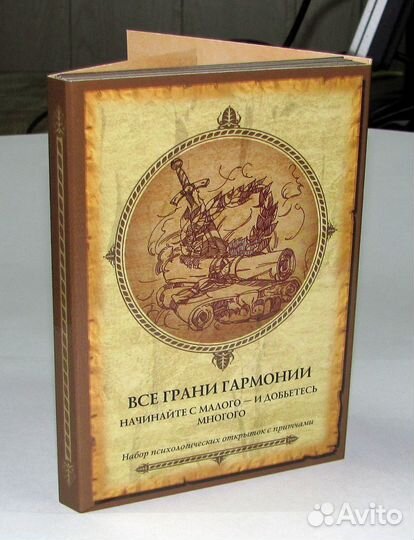 ВСЕ ГРАНИ ГАРМОНИИ
НАЧИНАЙТЕ С МАЛОГО — И ДОБЬЕТЕСЬ
МНОГОГО
Набор психологических открыток с притчами
Avito